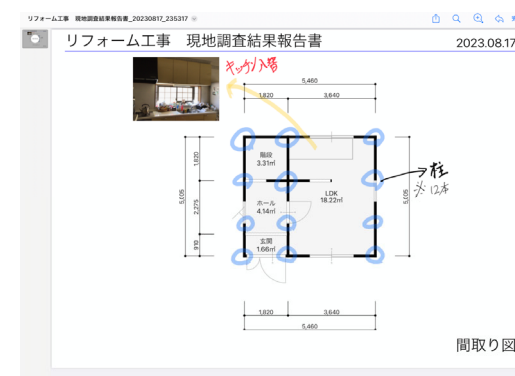 リフォーム工事 現地調査結果報告書_20230817_235317
リフォーム工事 現地調査結果報告書
2023.08.17
キッチン入替
5,460
1,820 3,640
1,820
階段
3.31㎡
柱
※12本
5,005
2,275
LDK
18.22㎡
5,005
ホール
4.14㎡
910
玄関
1.66㎡
1,820 3,640
5,460
間取り図